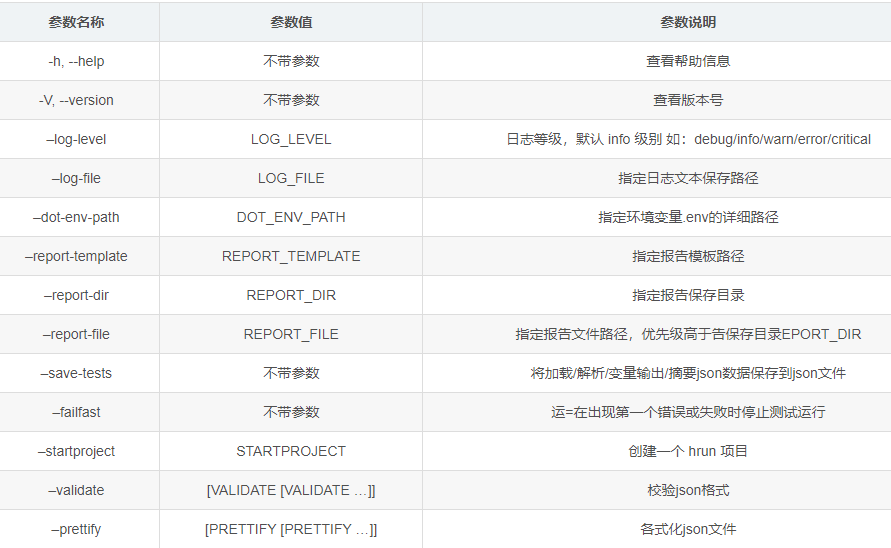 参数名称 参数值 参数说明
-h, --help 不带参数 查看帮助信息
-V, --version 不带参数 查看版本号
–log-level LOG_LEVEL 日志等级，默认 info 级别 如：debug/info/warn/error/critical
–log-file LOG_FILE 指定日志文本保存路径
–dot-env-path DOT_ENV_PATH 指定环境变量.env的详细路径
–report-template REPORT_TEMPLATE 指定报告模板路径
–report-dir REPORT_DIR 指定报告保存目录
–report-file REPORT_FILE 指定报告文件路径，优先级高于告保存目录EPORT_DIR
–save-tests 不带参数 将加载/解析/变量输出/摘要json数据保存到json文件
–failfast 不带参数 运=在出现第一个错误或失败时停止测试运行
–startproject STARTPROJECT 创建一个 hrun 项目
–validate [VALIDATE [VALIDATE …]] 校验json格式
–prettify [PRETTIFY [PRETTIFY …]] 各式化json文件